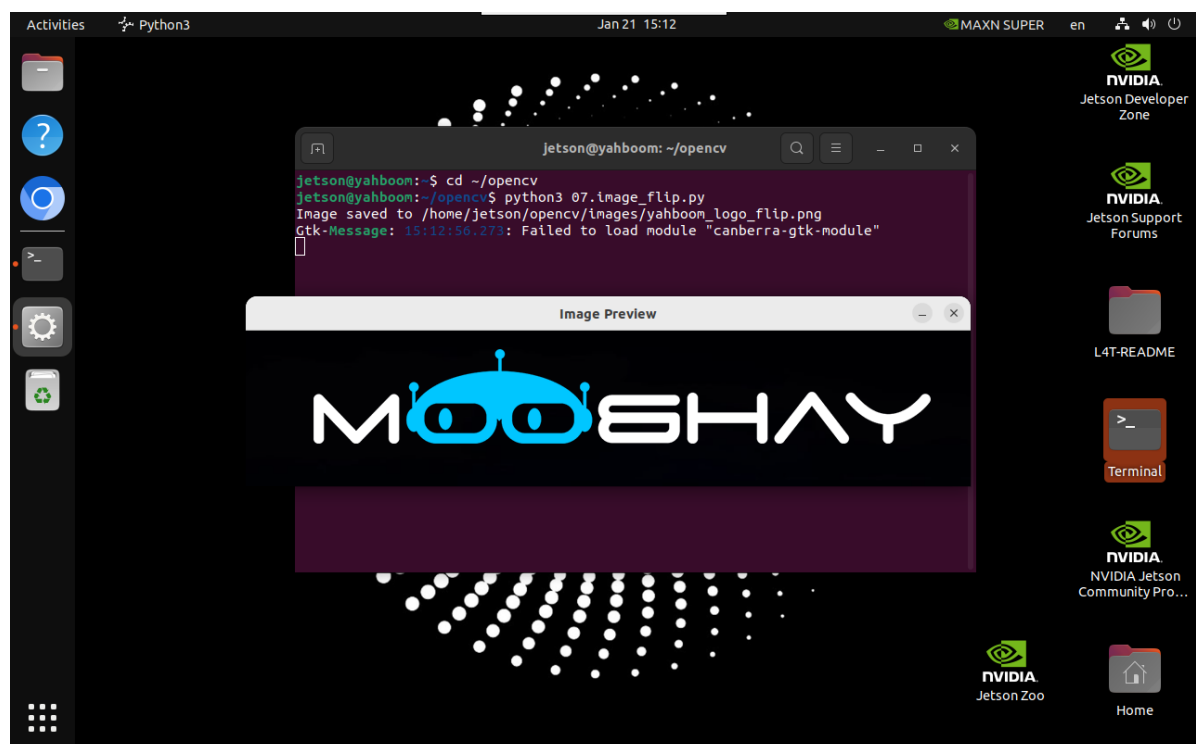 Activities Python3 Jan 21 15:12 MAXN SUPER en
NVIDIA.
Jetson Developer
Zone
jetson@yahboom: ~/opencv
jetson@yahboom:~$ cd ~/opencv
jetson@yahboom:~/opencv$ python3 07.image_flip.py
Image saved to /home/jetson/opencv/images/yahboom_logo_flip.png
Gtk-Message: 15:12:56.273: Failed to load module "canberra-gtk-module"
NVIDIA.
Jetson Support
Forums
Image Preview
L4T-README
Terminal
NVIDIA.
NVIDIA Jetson
Community Pro...
NVIDIA.
Jetson Zoo
Home